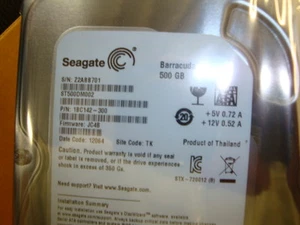 Seagate
Barracuda
500 GB
S/N: Z2AB8701
ST500DM002
P/N: 1BC142-300
Firmware: JC4B
+5V 0.72 A
+12V 0.52 A
Date Code: 12064 Site Code: TK Product of Thailand
Product warranty is void if any seal
or label is removed, or if the drive experiences
shock in excess of 350 Gs
Need support? Visit: www.Seagate.com
Installation Summary